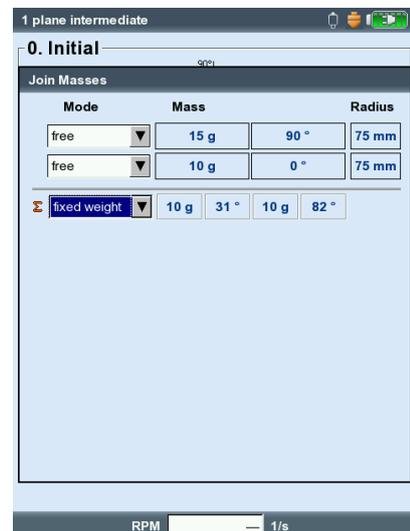 1 plane intermediate
0. Initial
90°
Join Masses
Mode Mass Radius
free 15 g 90 ° 75 mm
free 10 g 0 ° 75 mm
Σ fixed weight 10 g 31 ° 10 g 82 °
RPM — 1/s